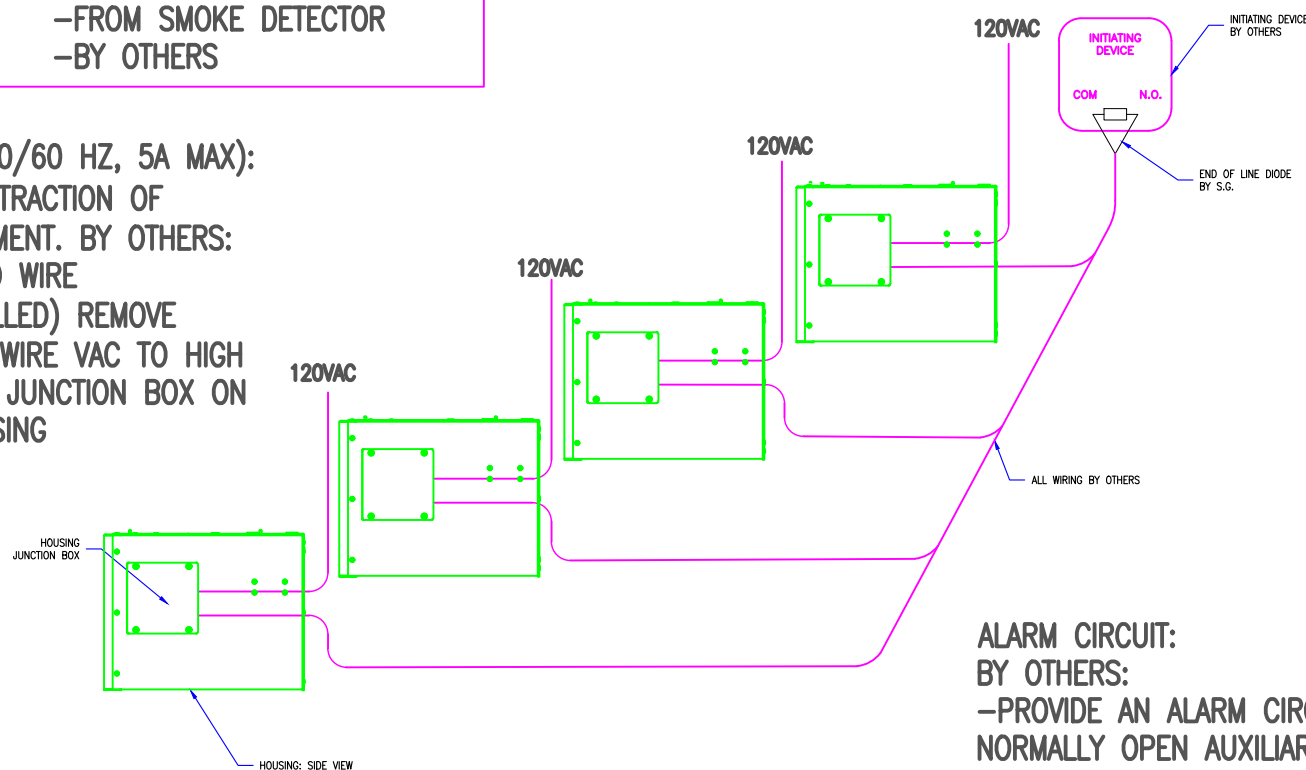 -FROM SMOKE DETECTOR
-BY OTHERS
120VAC
INITIATING DEVICE
BY OTHERS
INITIATING
DEVICE
COM N.O.
END OF LINE DIODE
BY S.G.
120VAC
0/60 HZ, 5A MAX):
TRACTION OF
MENT. BY OTHERS:
WIRE
LLED) REMOVE
WIRE VAC TO HIGH
JUNCTION BOX ON
SING
120VAC
120VAC
ALL WIRING BY OTHERS
HOUSING
JUNCTION BOX
HOUSING: SIDE VIEW
ALARM CIRCUIT:
BY OTHERS:
-PROVIDE AN ALARM CIRC
NORMALLY OPEN AUXILIAR